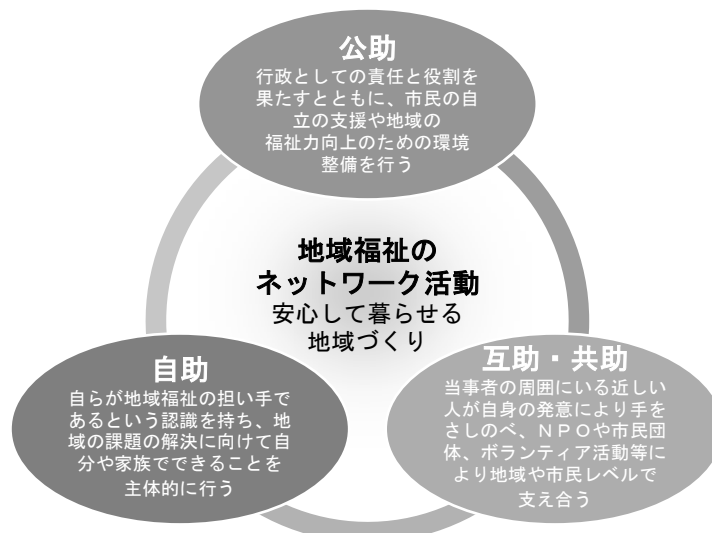 公助
行政としての責任と役割を
果たすとともに、市民の自
立の支援や地域の
福祉力向上のための環境
整備を行う
地域福祉の
ネットワーク活動
安心して暮らせる
地域づくり
自助
自らが地域福祉の担い手で
あるという認識を持ち、地
域の課題の解決に向けて自
分や家族でできることを
主体的に行う
互助・共助
当事者の周囲にいる近しい
人が自身の発意により手を
さしのべ、ＮＰＯや市民団
体、ボランティア活動等に
より地域や市民レベルで
支え合う